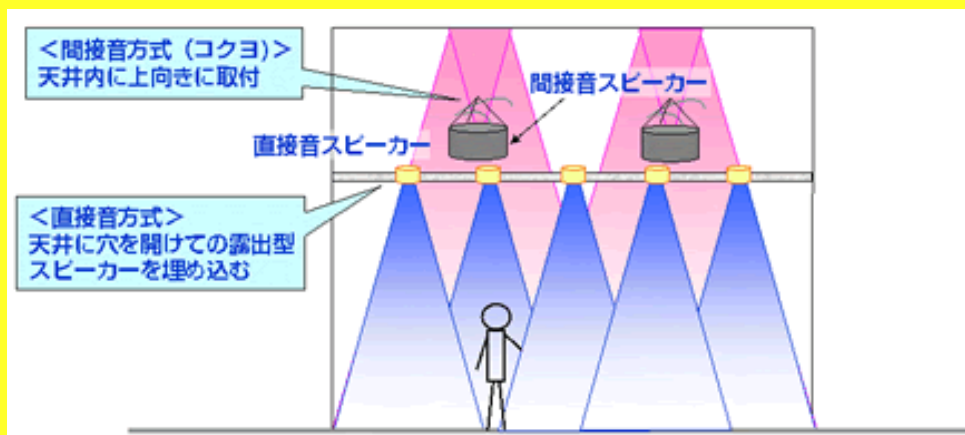 ＜間接音方式（コクヨ)＞
天井内に上向きに取付
間接音スピーカー
直接音スピーカー
＜直接音方式＞
天井に穴を開けての露出型
スピーカーを埋め込む